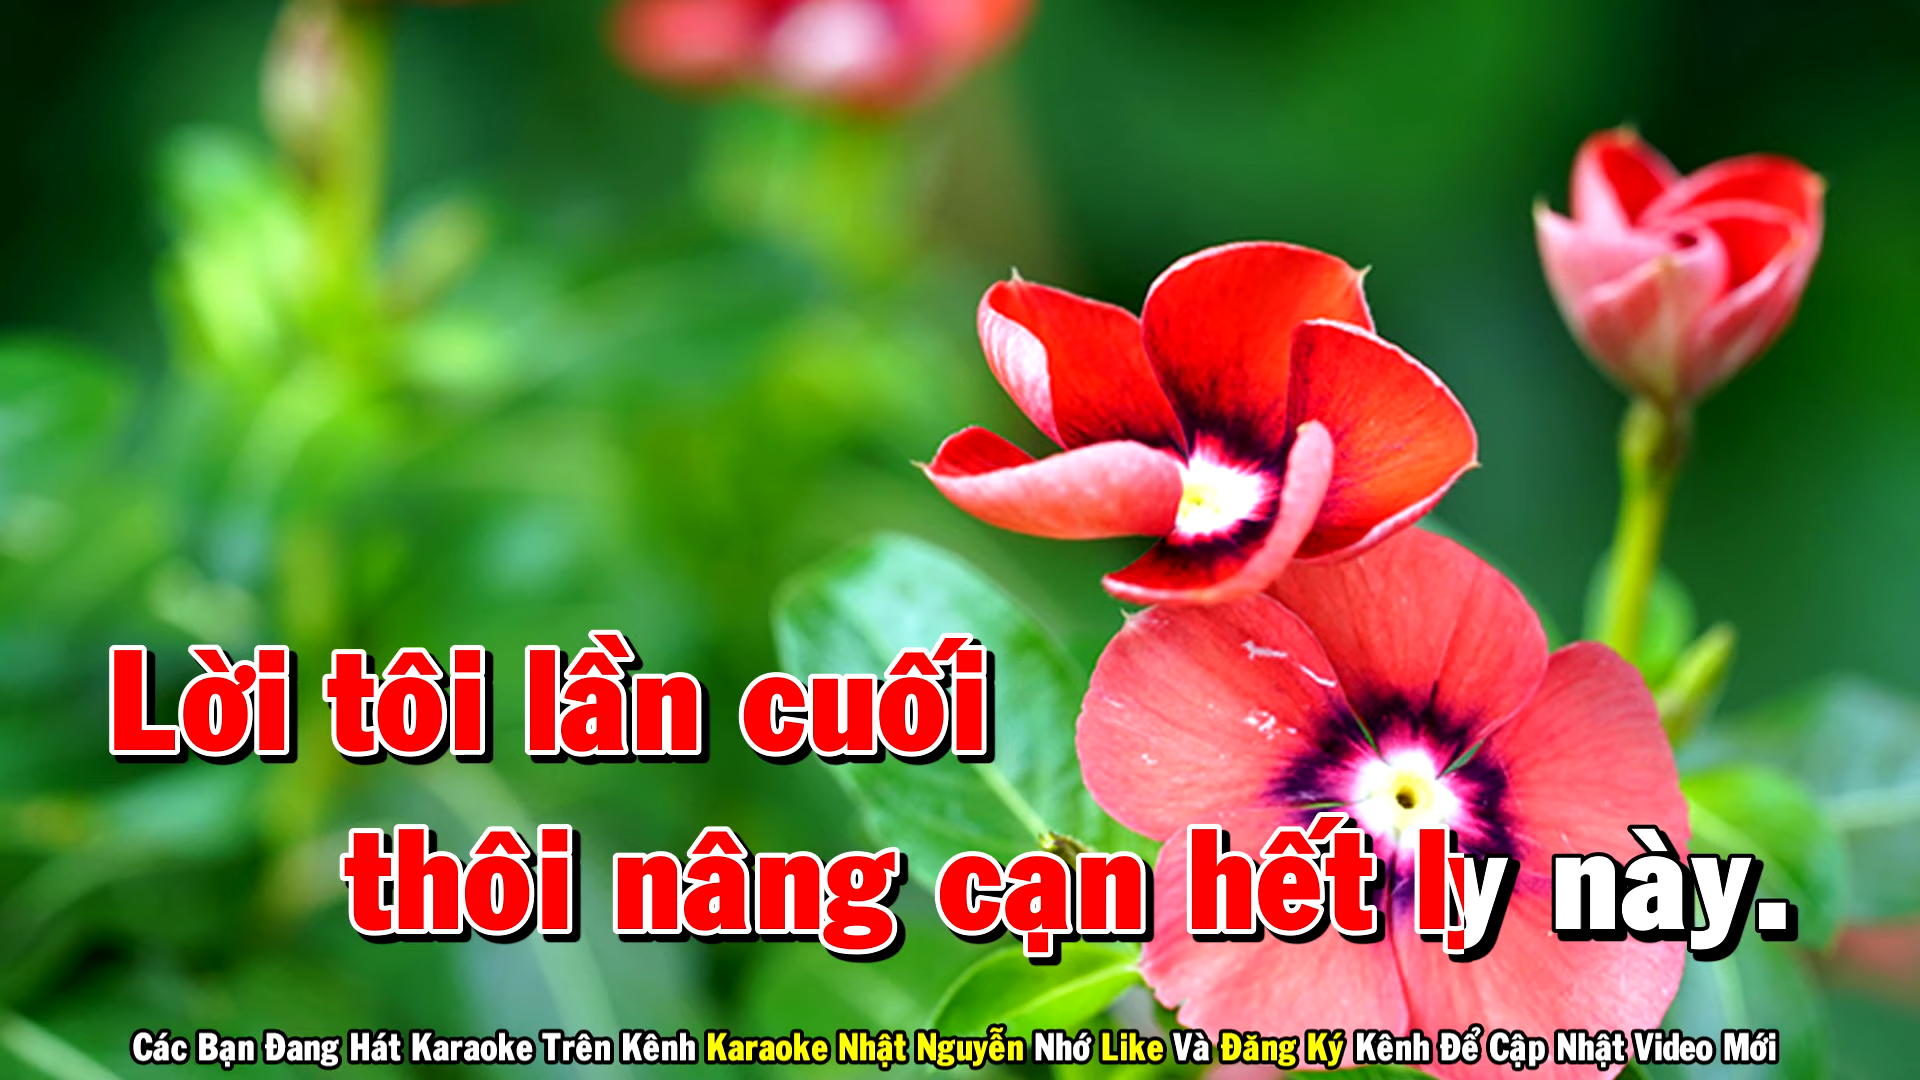 Lời tôi lần cuối
thôi nâng cạn hết ly này.
Các Bạn Đang Hát Karaoke Trên Kênh Karaoke Nhật Nguyễn Nhớ Like Và Đăng Ký Kênh Để Cập Nhật Video Mới